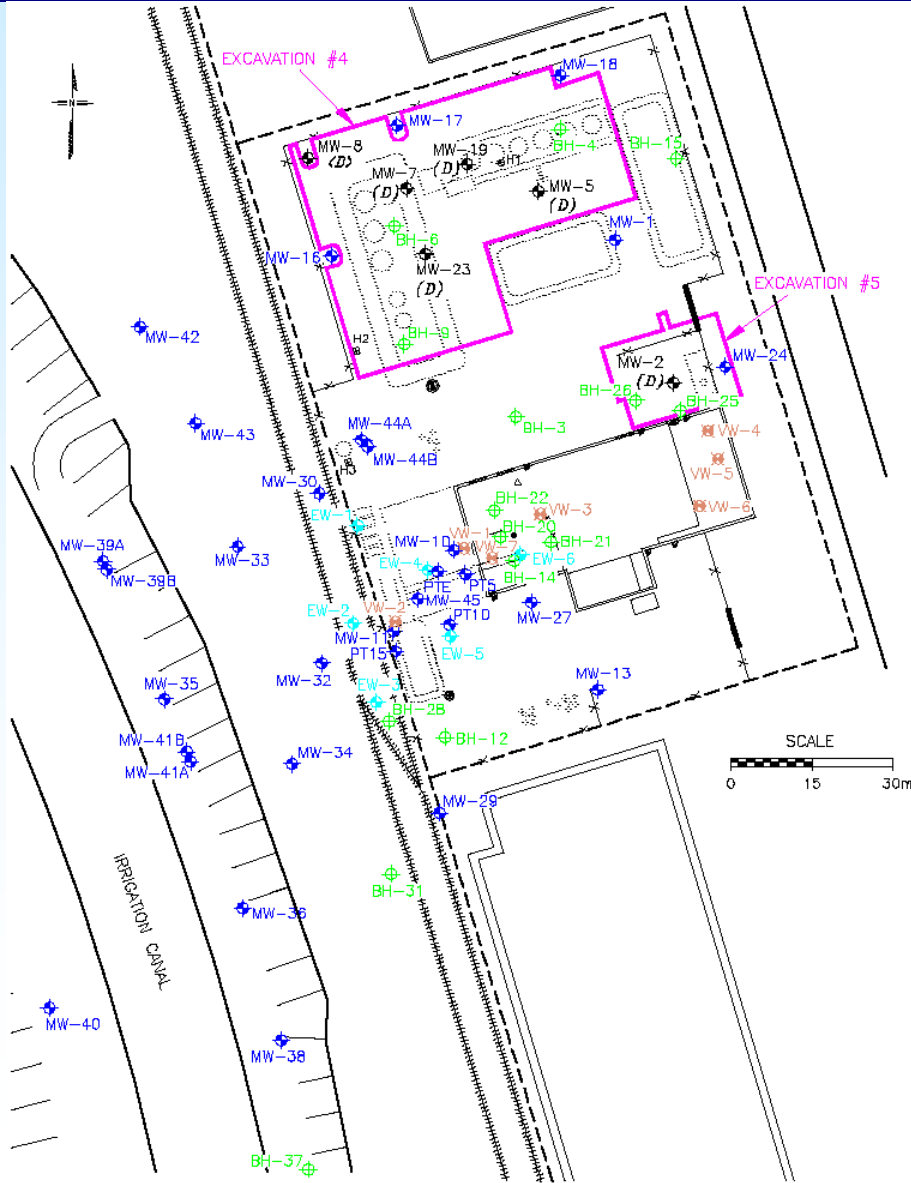 EXCAVATION #4
MW-18
MW-17
MW-8
(D)
MW-19
(D)
H1
BH-4
BH-15
MW-7
(D)
MW-5
(D)
BH-6
MW-1
MW-16
MW-23
(D)
EXCAVATION #5
N
MW-42
H2
BH-9
MW-2
(D)
MW-24
BH-26
BH-25
MW-43
MW-44A
BH-3
VW-4
MW-44B
H3
VW-5
MW-30
BH-22
VW-3
VW-6
EW-1
BH-20
VW-1
BH-21
MW-33
MW-10
VW-7
EW-6
MW-39A
EW-4
BH-14
MW-39B
PTE
PT5
MW-45
EW-2
VW-2
PT10
MW-27
MW-11
EW-5
PT15
MW-32
MW-35
EW-3
MW-13
BH-28
MW-41B
BH-12
SCALE
MW-41A
MW-34
0 15 30m
MW-29
IRRIGATION CANAL
BH-31
MW-36
MW-40
MW-38
BH-37